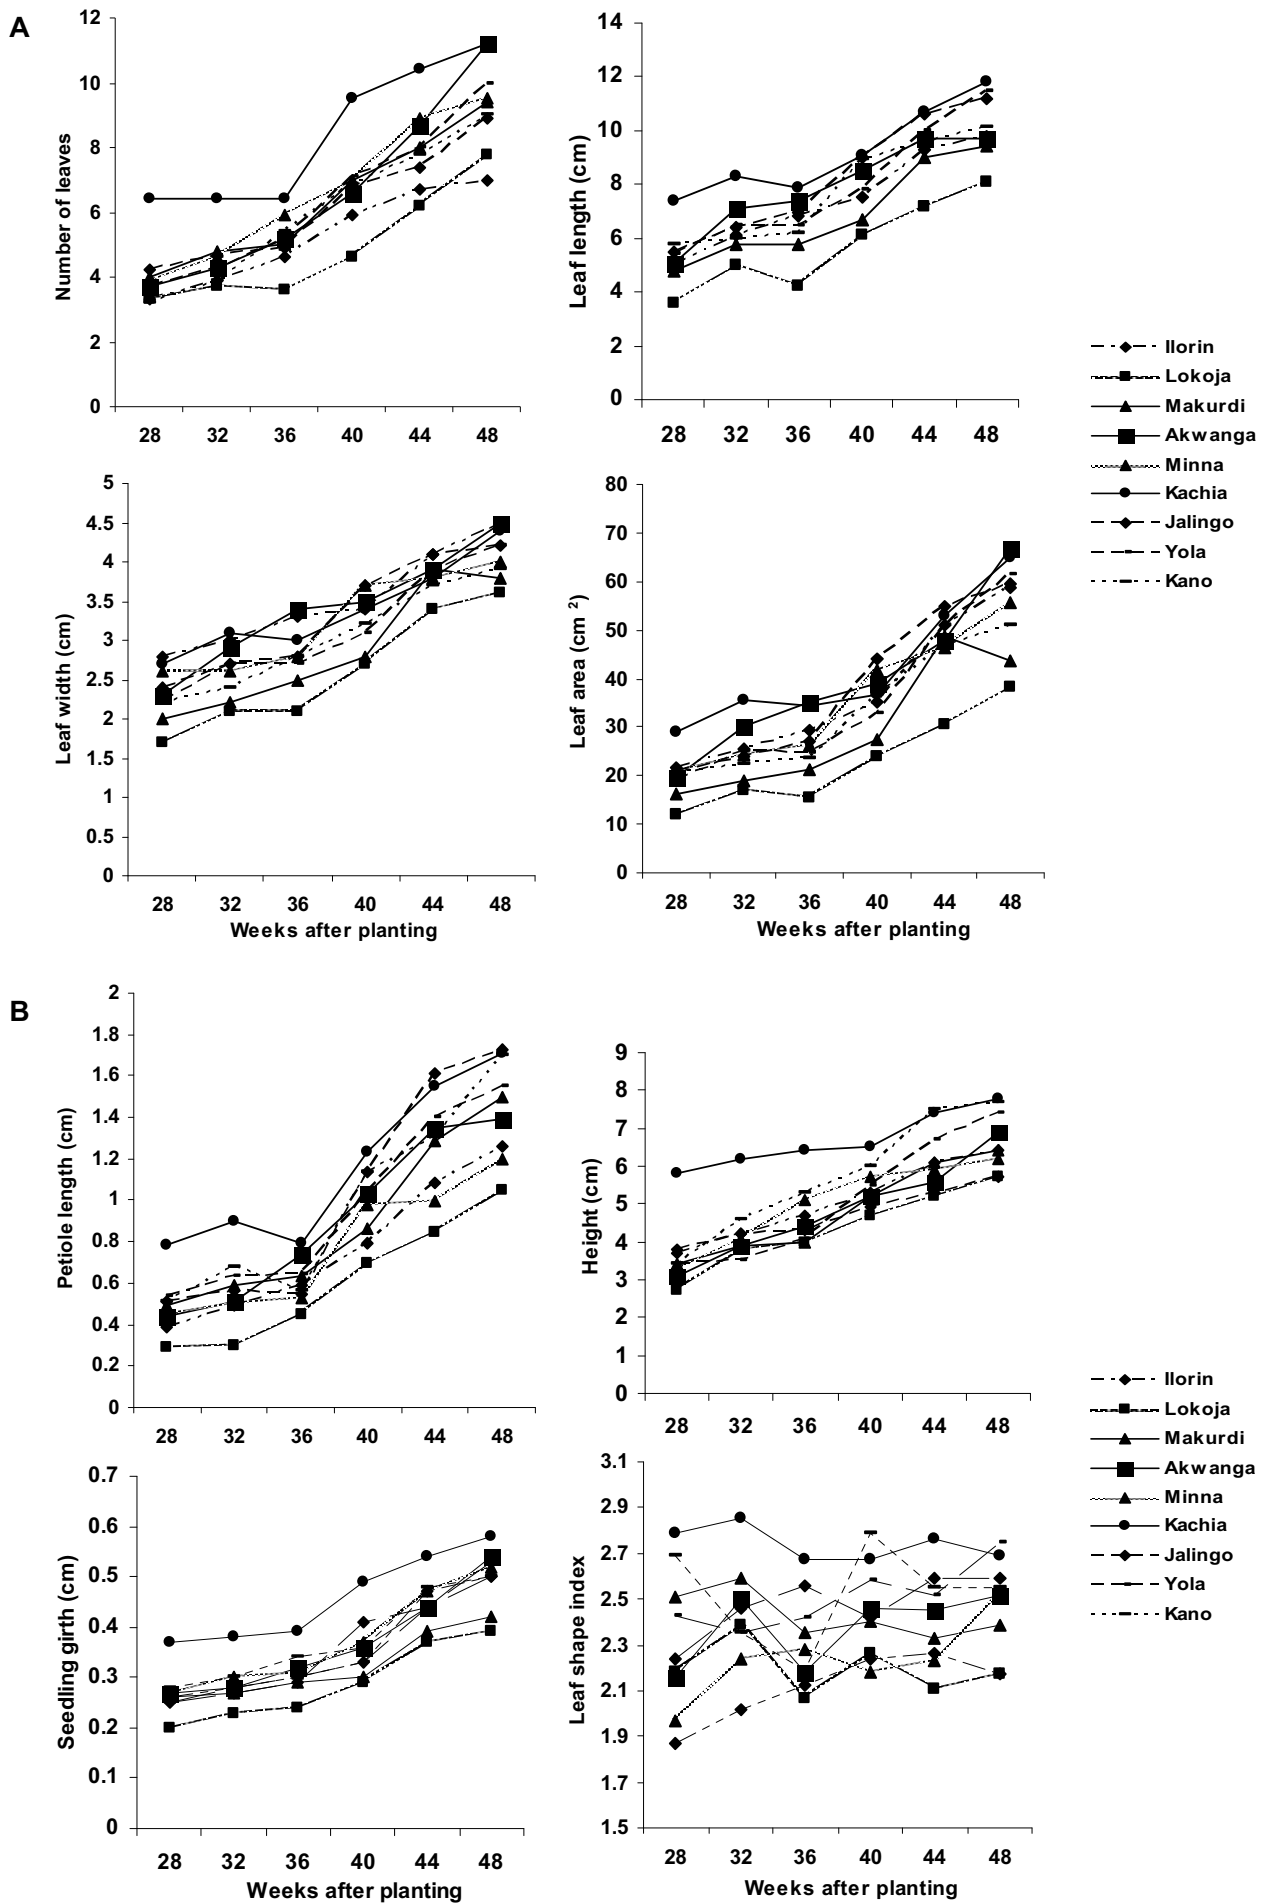 A
Number of leaves
12
10
8
6
4
2
0
28 32 36 40 44 48
Leaf length (cm)
14
12
10
8
6
4
2
0
28 32 36 40 44 48
Leaf width (cm)
5
4.5
4
3.5
3
2.5
2
1.5
1
0.5
0
28 32 36 40 44 48
Weeks after planting
Leaf area (cm 2)
80
70
60
50
40
30
20
10
0
28 32 36 40 44 48
Weeks after planting
Ilorin
Lokoja
Makurdi
Akwanga
Minna
Kachia
Jalingo
Yola
Kano
B
Petiole length (cm)
2
1.8
1.6
1.4
1.2
1
0.8
0.6
0.4
0.2
0
28 32 36 40 44 48
Height (cm)
9
8
7
6
5
4
3
2
1
0
28 32 36 40 44 48
Seedling girth (cm)
0.7
0.6
0.5
0.4
0.3
0.2
0.1
0
28 32 36 40 44 48
Weeks after planting
Leaf shape index
3.1
2.9
2.7
2.5
2.3
2.1
1.9
1.7
1.5
28 32 36 40 44 48
Weeks after planting
Ilorin
Lokoja
Makurdi
Akwanga
Minna
Kachia
Jalingo
Yola
Kano